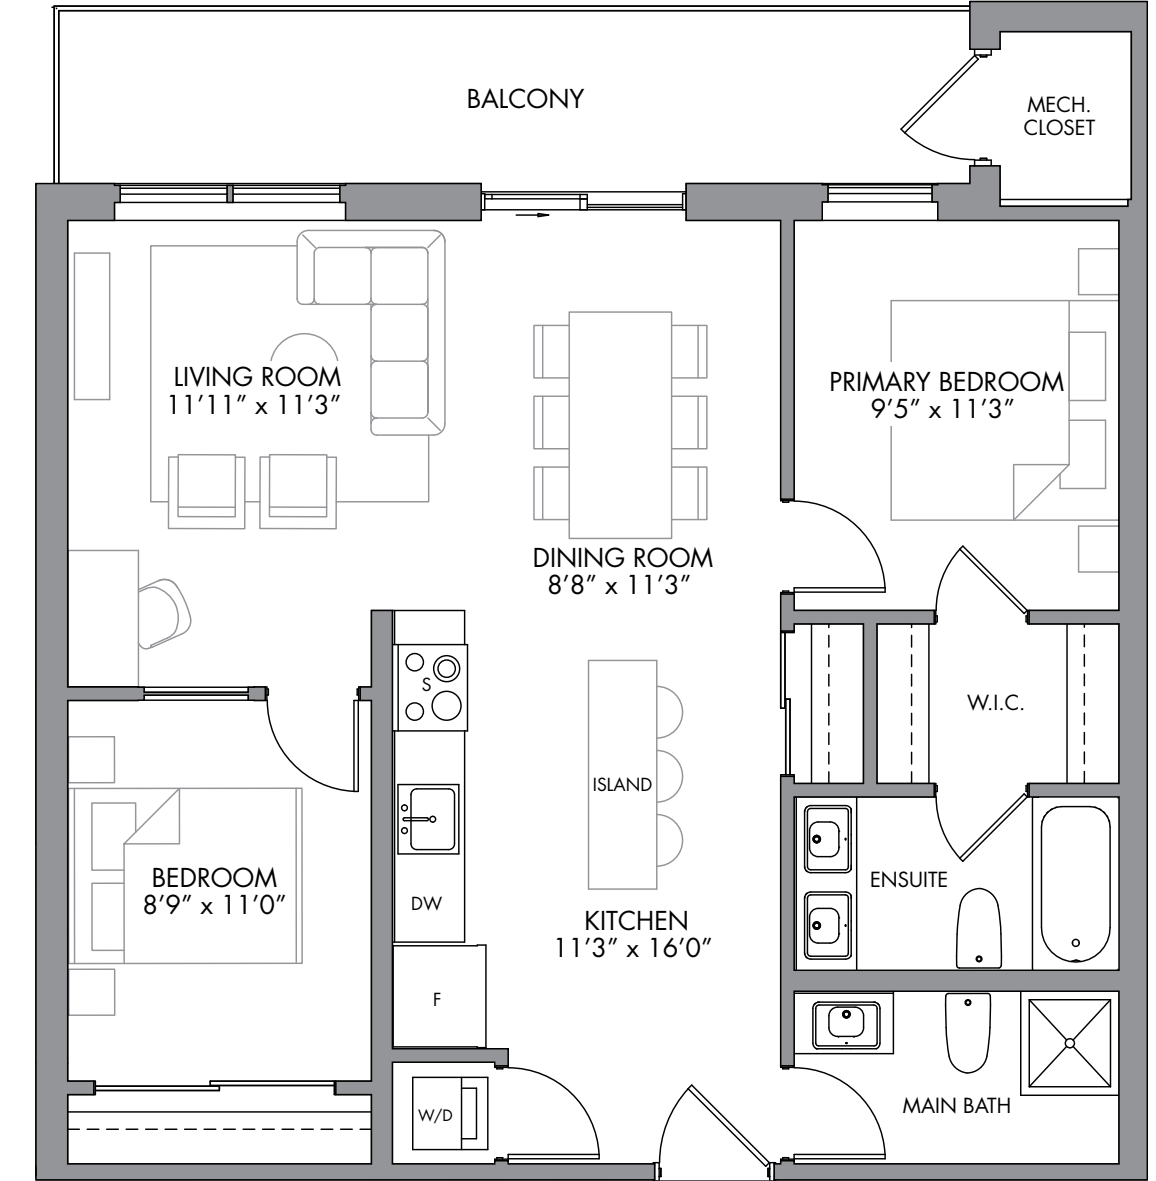 BALCONY
MECH.
CLOSET
LIVING ROOM
11’11” x 11’3”
PRIMARY BEDROOM
9’5” x 11’3”
DINING ROOM
8’8” x 11’3”
S
W.I.C.
ISLAND
BEDROOM
8’9” x 11’0”
ENSUITE
DW
KITCHEN
11’3” x 16’0”
F
W/D
MAIN BATH